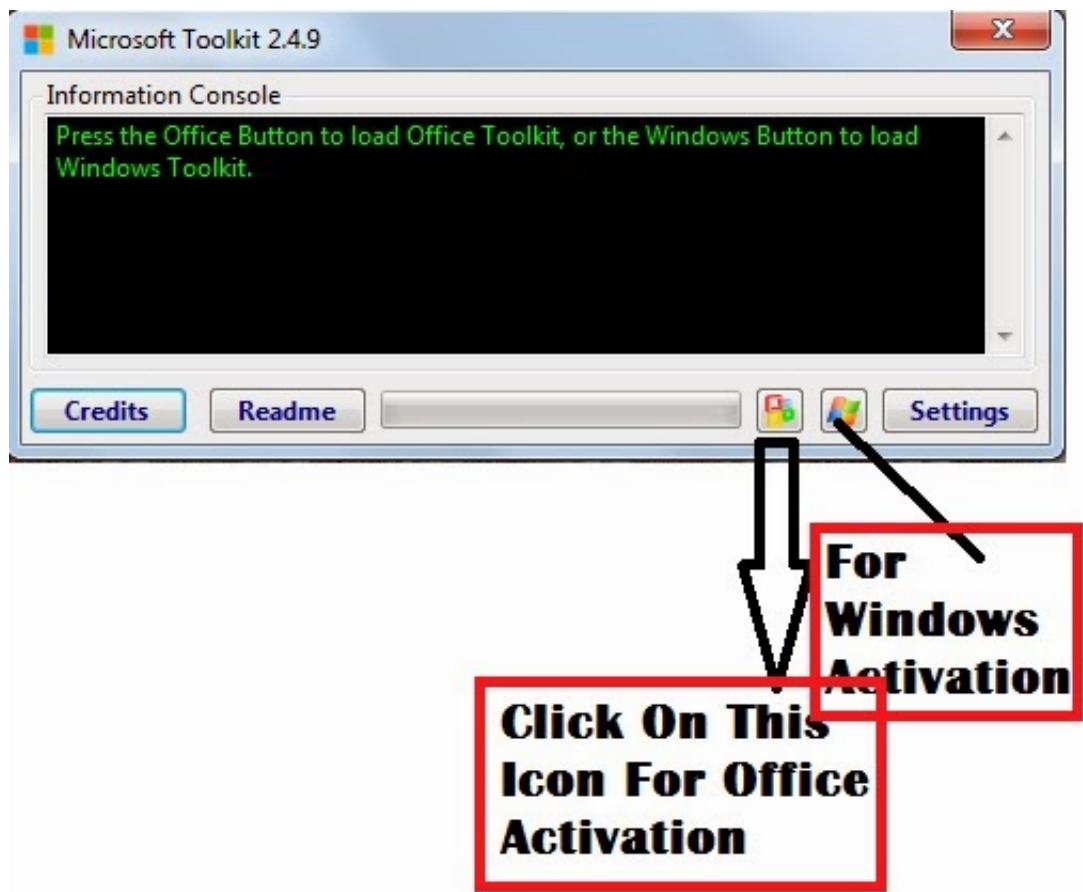 Microsoft Toolkit 2.4.9
Information Console
Press the Office Button to load Office Toolkit, or the Windows Button to load
Windows Toolkit.
Credits
Readme
Settings
For
Windows
Activation
Click On This
Icon For Office
Activation